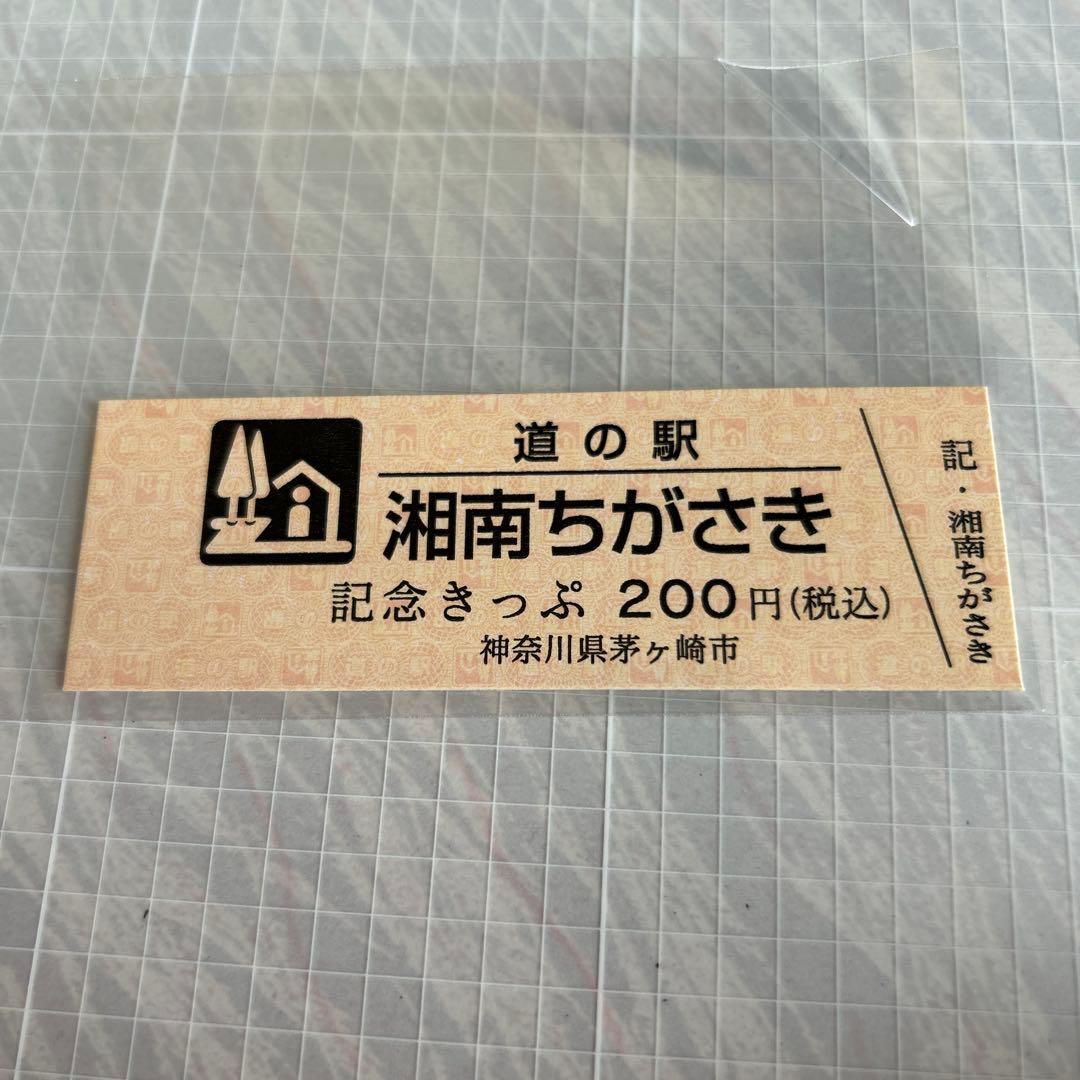 道の駅
湘南ちがさき
記念きっぷ 200円(税込)
神奈川県茅ヶ崎市
記・湘南ちがさき